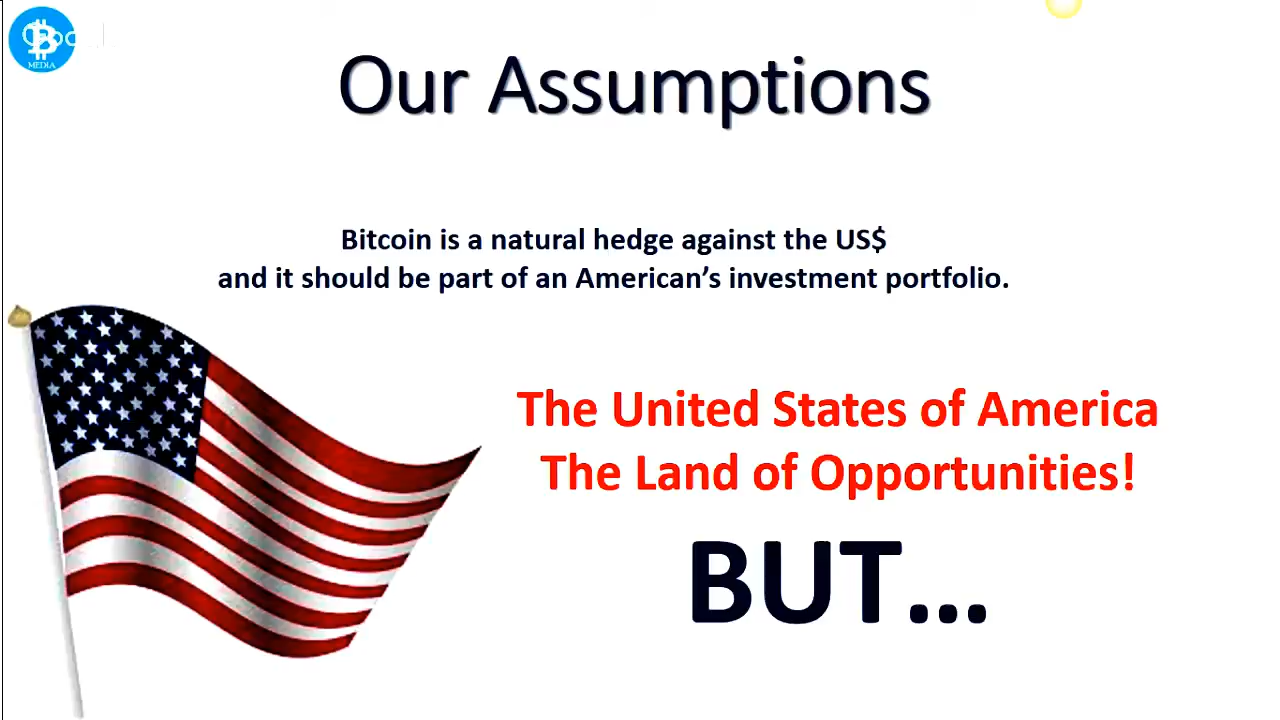 MEDIA
Our Assumptions
Bitcoin is a natural hedge against the US$
and it should be part of an American’s investment portfolio.
The United States of America
The Land of Opportunities!
BUT...